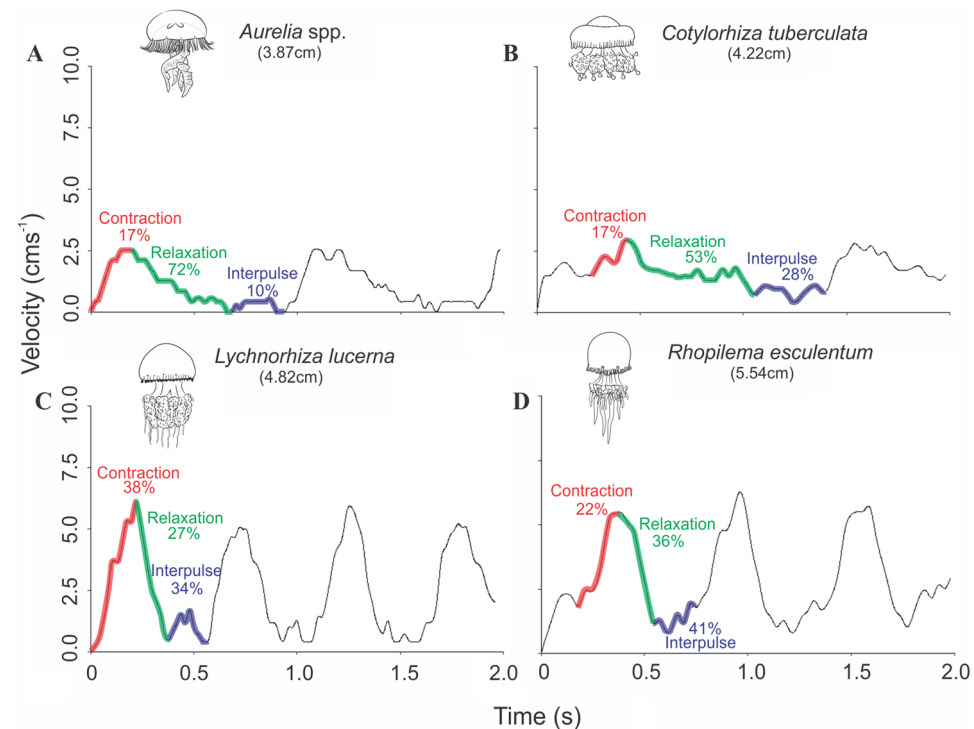 A
Aurelia spp.
(3.87cm)
B
Cotylorhiza tuberculata
(4.22cm)
10.0
7.5
5.0
2.5
0.0
Contraction
17%
Relaxation
72%
Interpulse
10%
Contraction
17%
Relaxation
53%
Interpulse
28%
Velocity (cms⁻¹)
C
Lychnorhiza lucerna
(4.82cm)
D
Rhopilema esculentum
(5.54cm)
10.0
7.5
5.0
2.5
0.0
Contraction
38%
Relaxation
27%
Interpulse
34%
Contraction
22%
Relaxation
36%
41%
Interpulse
0 0.5 1.0 1.5 2.0
0 0.5 1.0 1.5 2.0
Time (s)